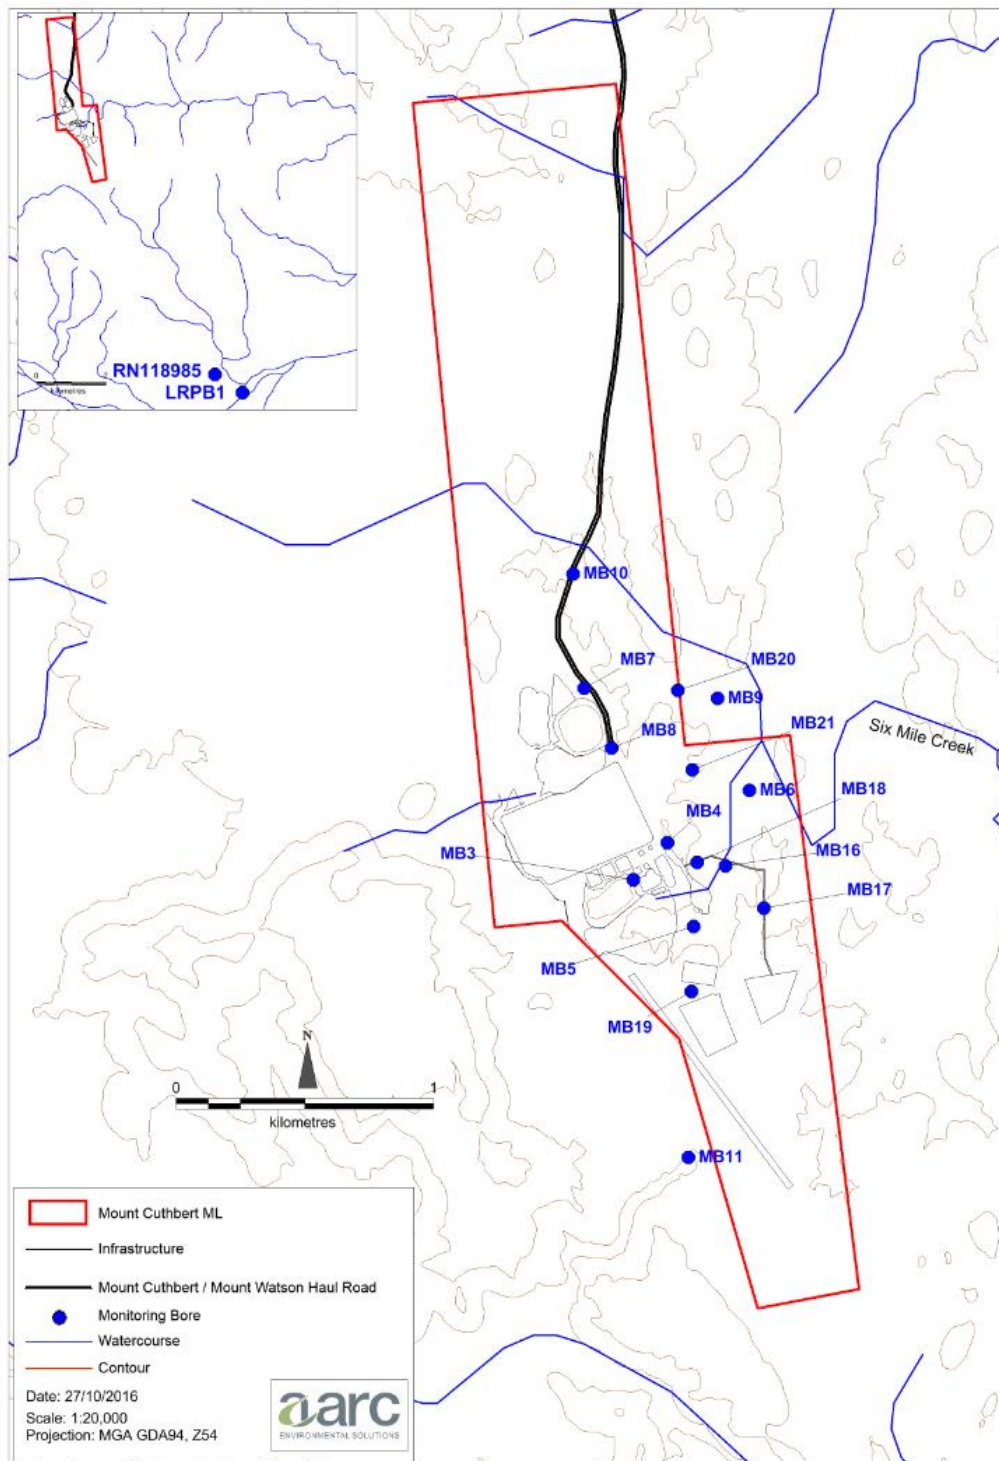 0
kilometres
RN118985
LRPB1
MB10
MB7
MB20
MB9
MB21
Six Mile Creek
MB8
MB6
MB18
MB4
MB3
MB16
MB17
MB5
MB19
N
0
1
kilometres
MB11
Mount Cuthbert ML
Infrastructure
Mount Cuthbert / Mount Watson Haul Road
Monitoring Bore
Watercourse
Contour
Date: 27/10/2016
Scale: 1:20,000
Projection: MGA GDA94, Z54
aarc
ENVIRONMENTAL SOLUTIONS